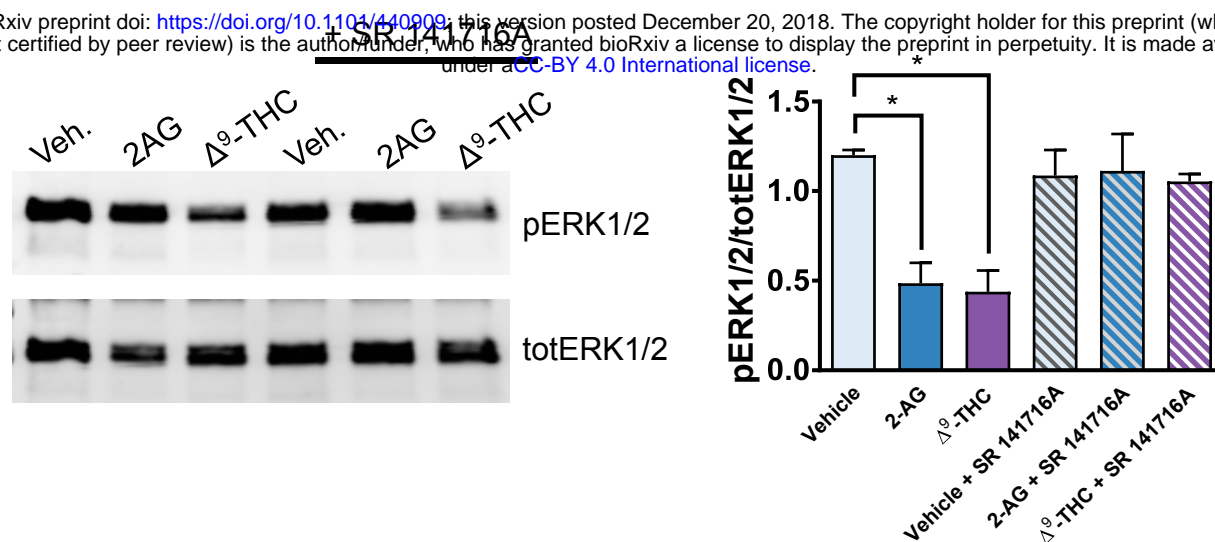 Rxiv preprint doi: https://doi.org/10.1101/440909; this version posted December 20, 2018. The copyright holder for this preprint (wh
t certified by peer review) is the author/funder, who has granted bioRxiv a license to display the preprint in perpetuity. It is made av
under aCC-BY 4.0 International license.
+ SR 141716A
Veh. 2AG Δ9-THC Veh. 2AG Δ9-THC
pERK1/2
totERK1/2
pERK1/2/totERK1/2
* *
1.5
1.0
0.5
0.0
Vehicle
2-AG
Δ9-THC
Vehicle + SR 141716A
2-AG + SR 141716A
Δ9-THC + SR 141716A